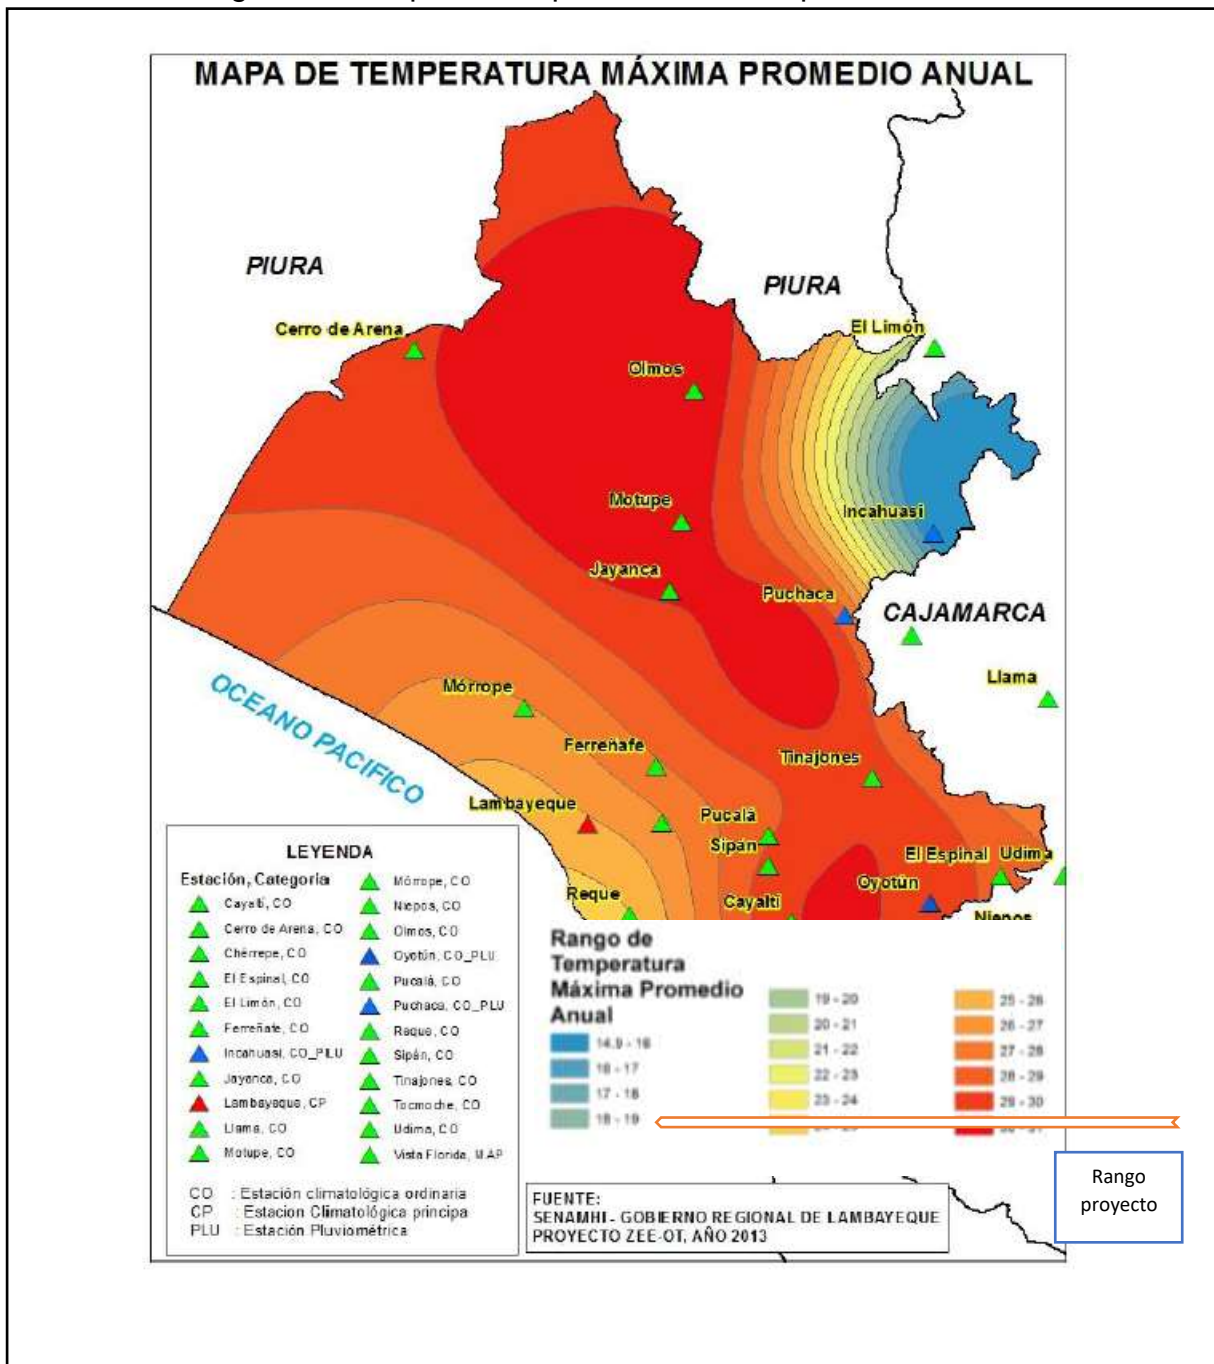 MAPA DE TEMPERATURA MÁXIMA PROMEDIO ANUAL
PIURA
PIURA
Cerro de Arena
El Limón
Olmos
Motupe
Incahuasi
Jayanca
Puchaca
CAJAMARCA
Llama
OCEANO PACIFICO
Mórrope
Ferreñafe
Tinajones
Lambayeque
Pucalá
Sipán
El Espinal
Udima
Reque
Cayaltí
Oyotún
Niepos
LEYENDA
Estación, Categoria
Cayaltí, CO
Cerro de Arena, CO
Chérrepe, CO
El Espinal, CO
El Limón, CO
Ferreñafe, CO
Incahuasi, CO_PLU
Jayanca, CO
Lambayeque, CP
Llama, CO
Motupe, CO
Mórrope, CO
Niepos, CO
Olmos, CO
Oyotún, CO_PLU
Pucalá, CO
Puchaca, CO_PLU
Reque, CO
Sipán, CO
Tinajones, CO
Tocmoche, CO
Udima, CO
Vista Florida, MAP
CO : Estación climatológica ordinaria
CP : Estacion Climatológica principa
PLU : Estación Pluviométrica
Rango de
Temperatura
Máxima Promedio
Anual
14.9 - 16
16 - 17
17 - 18
18 - 19
19 - 20
20 - 21
21 - 22
22 - 23
23 - 24
25 - 26
26 - 27
27 - 28
28 - 29
29 - 30
Rango
proyecto
FUENTE:
SENAMHI - GOBIERNO REGIONAL DE LAMBAYEQUE
PROYECTO ZEE-OT, AÑO 2013